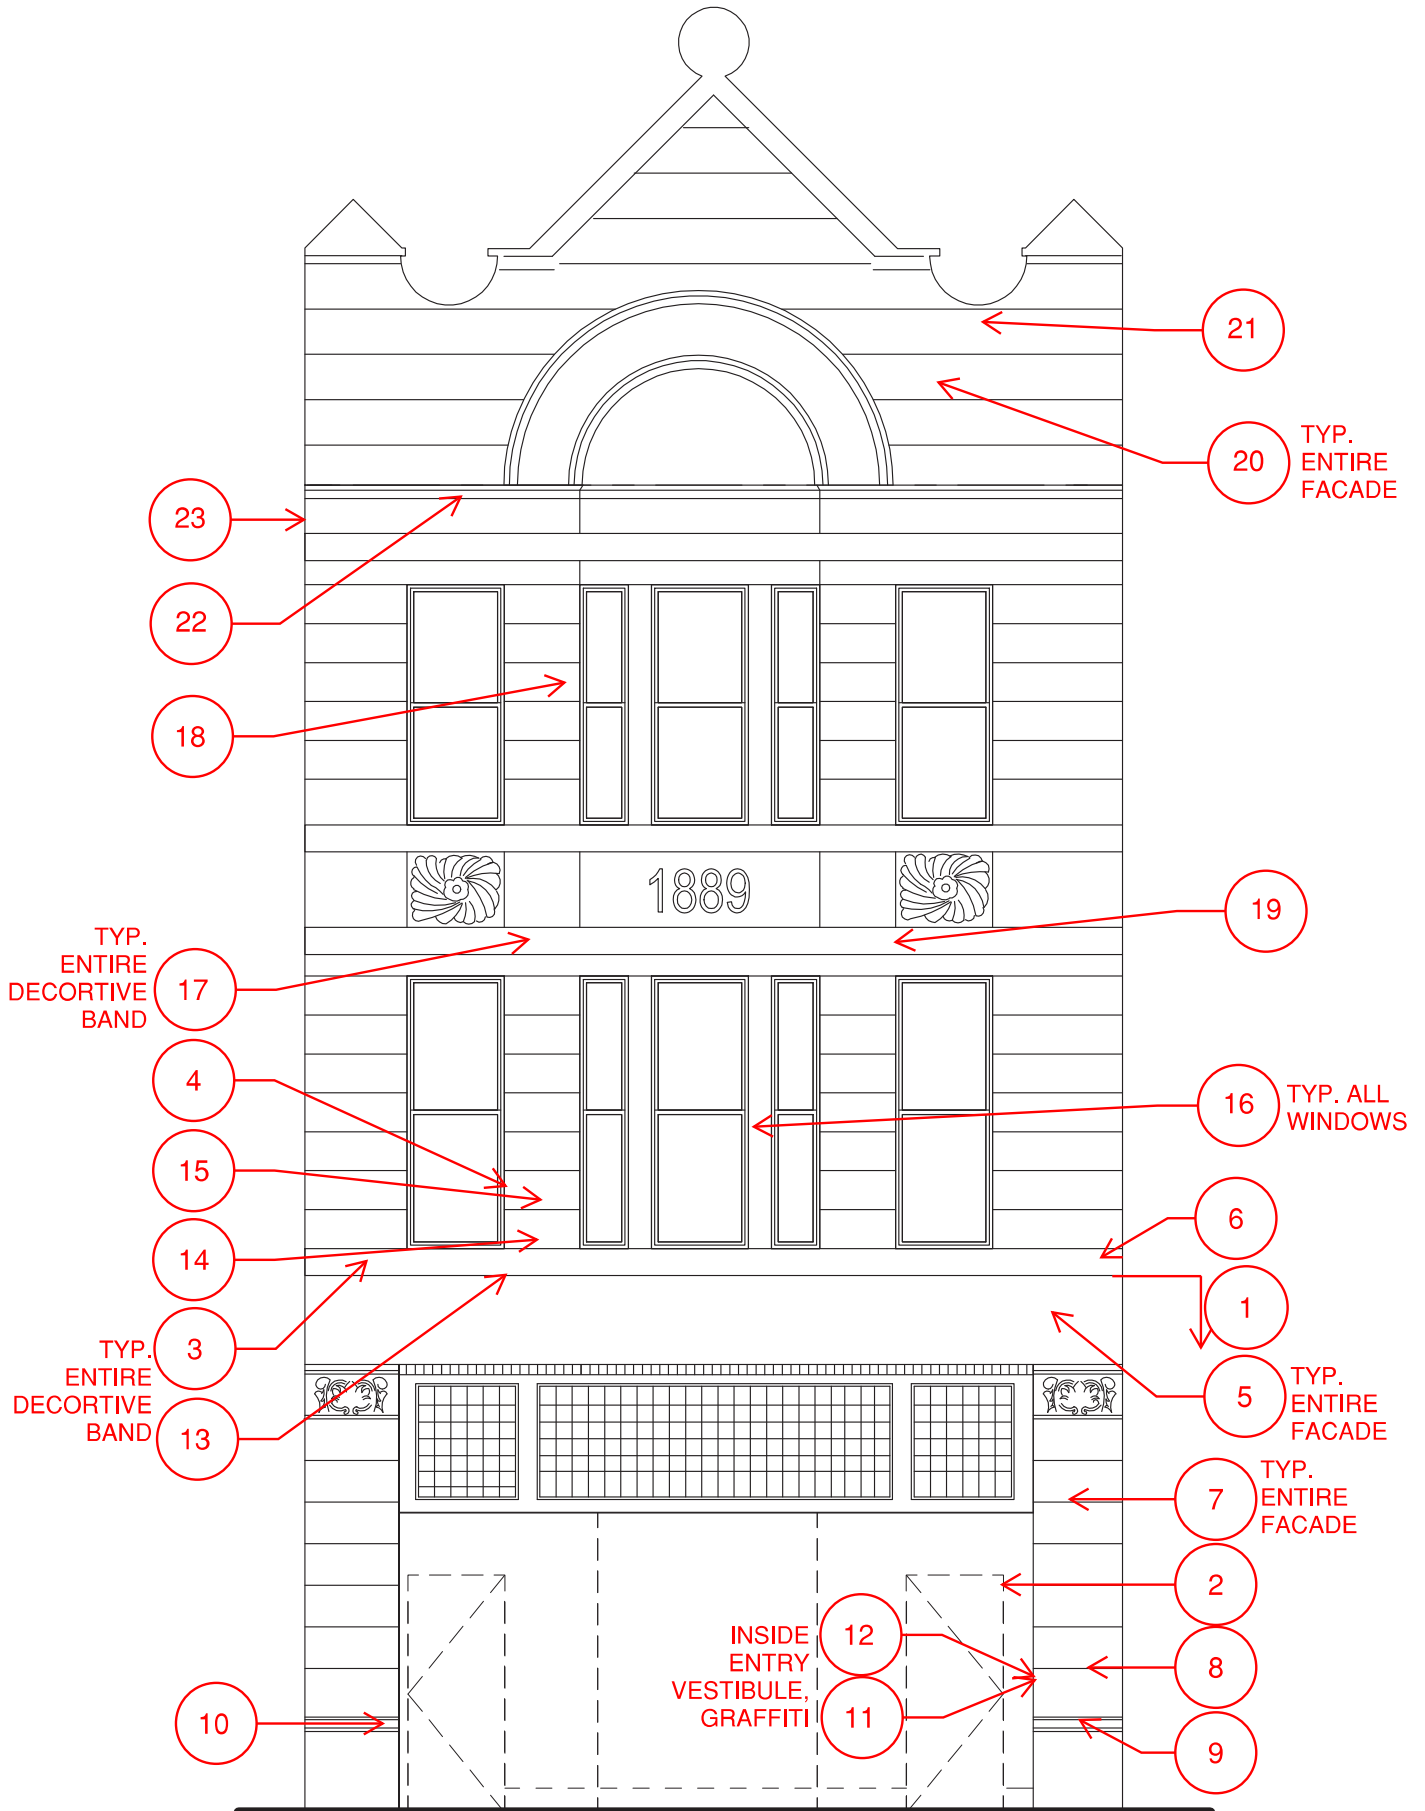 21
20
TYP.
ENTIRE
FACADE
23
22
18
1889
19
TYP.
ENTIRE
DECORTIVE
BAND
17
4
16
TYP. ALL
WINDOWS
15
6
14
1
3
TYP.
ENTIRE
DECORTIVE
BAND
5
TYP.
ENTIRE
FACADE
13
7
TYP.
ENTIRE
FACADE
2
INSIDE
ENTRY
VESTIBULE,
GRAFFITI
12
8
11
10
9